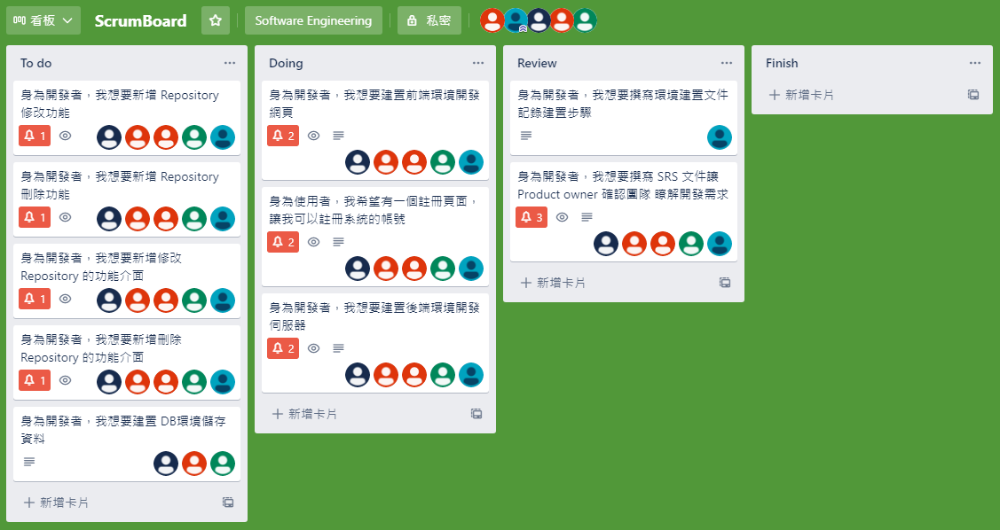 看板
ScrumBoard
Software Engineering
私密
To do
身為開發者，我想要新增 Repository
修改功能
1
身為開發者，我想要新增 Repository
刪除功能
1
身為開發者，我想要新增修改
Repository 的功能介面
1
身為開發者，我想要新增刪除
Repository 的功能介面
1
身為開發者，我想要建置 DB環境儲存
資料
新增卡片
Doing
身為開發者，我想要建置前端環境開發
網頁
2
身為使用者，我希望有一個註冊頁面，
讓我可以註冊系統的帳號
2
身為開發者，我想要建置後端環境開發
伺服器
2
新增卡片
Review
身為開發者，我想要撰寫環境建置文件
記錄建置步驟
身為開發者，我想要撰寫 SRS 文件讓
Product owner 確認團隊 瞭解開發需求
3
新增卡片
Finish
新增卡片